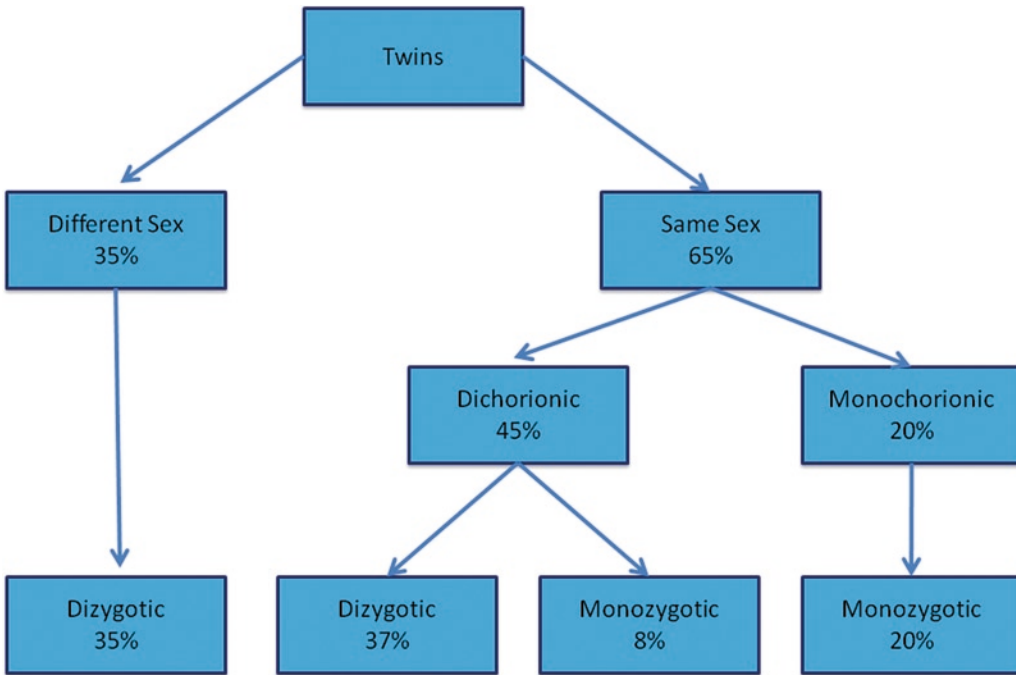 Twins
Different Sex
35%
Same Sex
65%
Dichorionic
45%
Monochorionic
20%
Dizygotic
35%
Dizygotic
37%
Monozygotic
8%
Monozygotic
20%